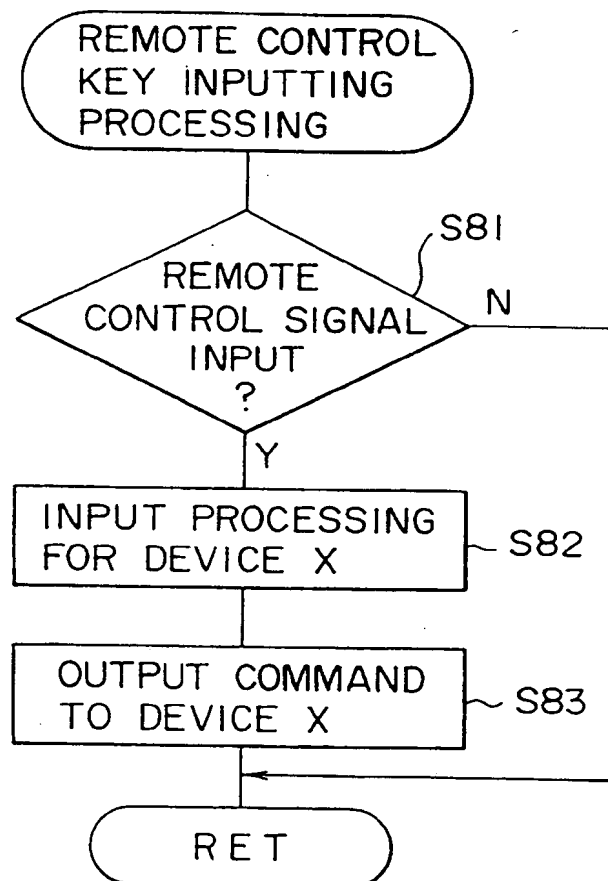 REMOTE CONTROL
KEY INPUTTING
PROCESSING
S81
REMOTE
CONTROL SIGNAL
INPUT
?
N
Y
INPUT PROCESSING
FOR DEVICE X
S82
OUTPUT COMMAND
TO DEVICE X
S83
RET